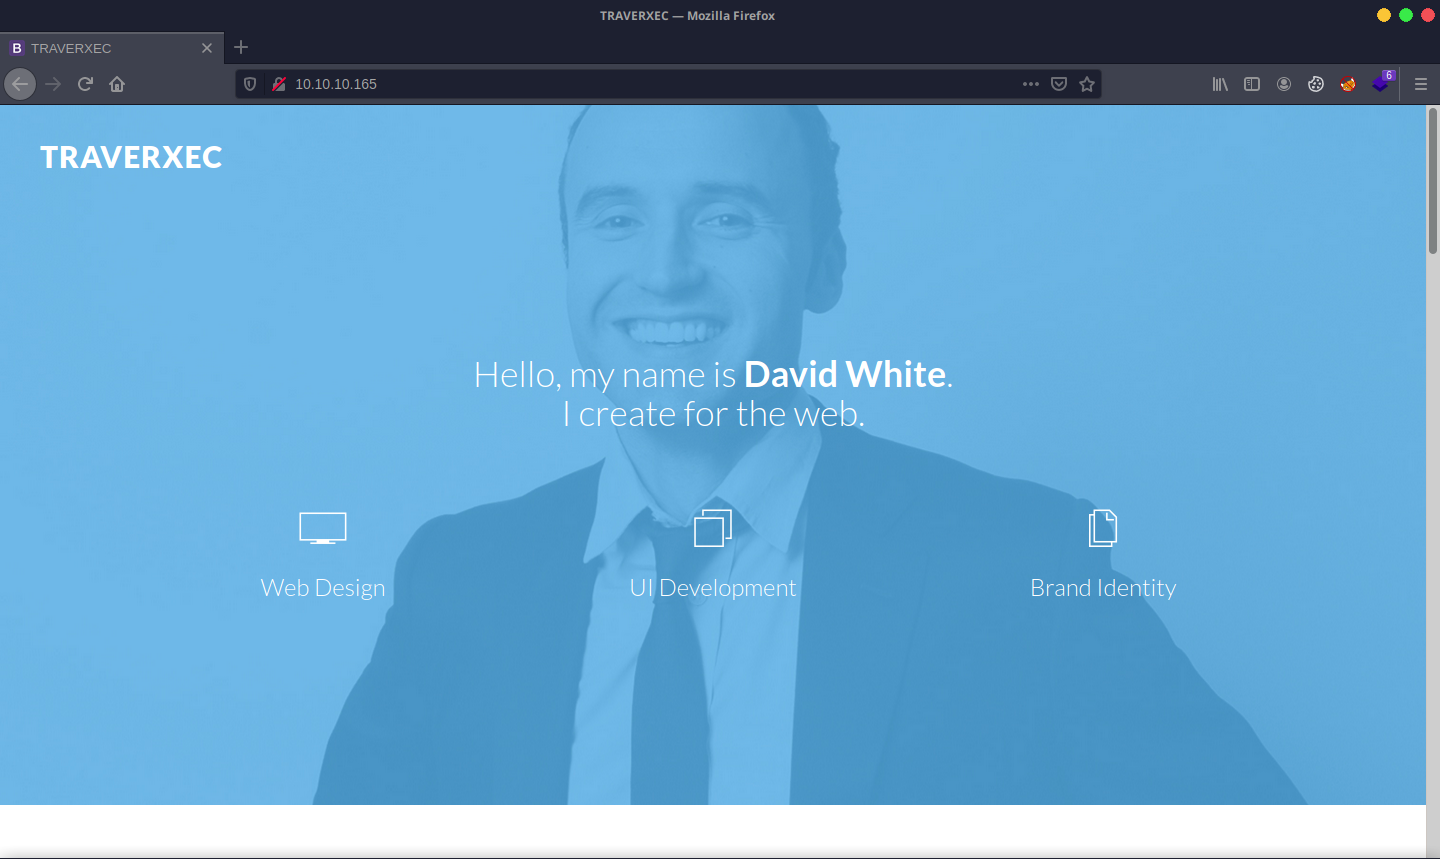 TRAVERXEC — Mozilla Firefox
B TRAVERXEC
10.10.10.165
6
TRAVERXEC
Hello, my name is David White.
I create for the web.
Web Design
UI Development
Brand Identity